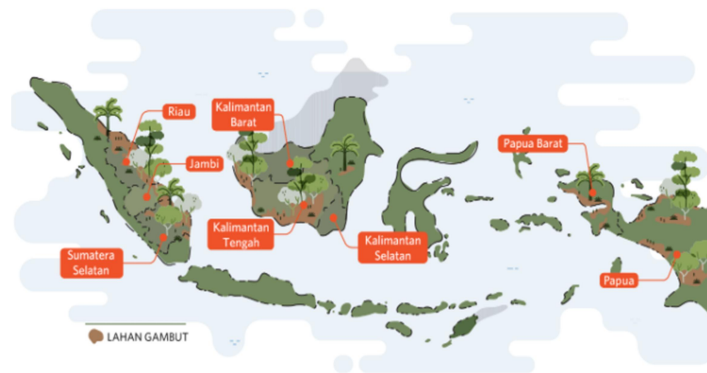 Riau
Kalimantan
Barat
Papua Barat
Jambi
Kalimantan
Tengah
Kalimantan
Selatan
Sumatera
Selatan
Papua
LAHAN GAMBUT